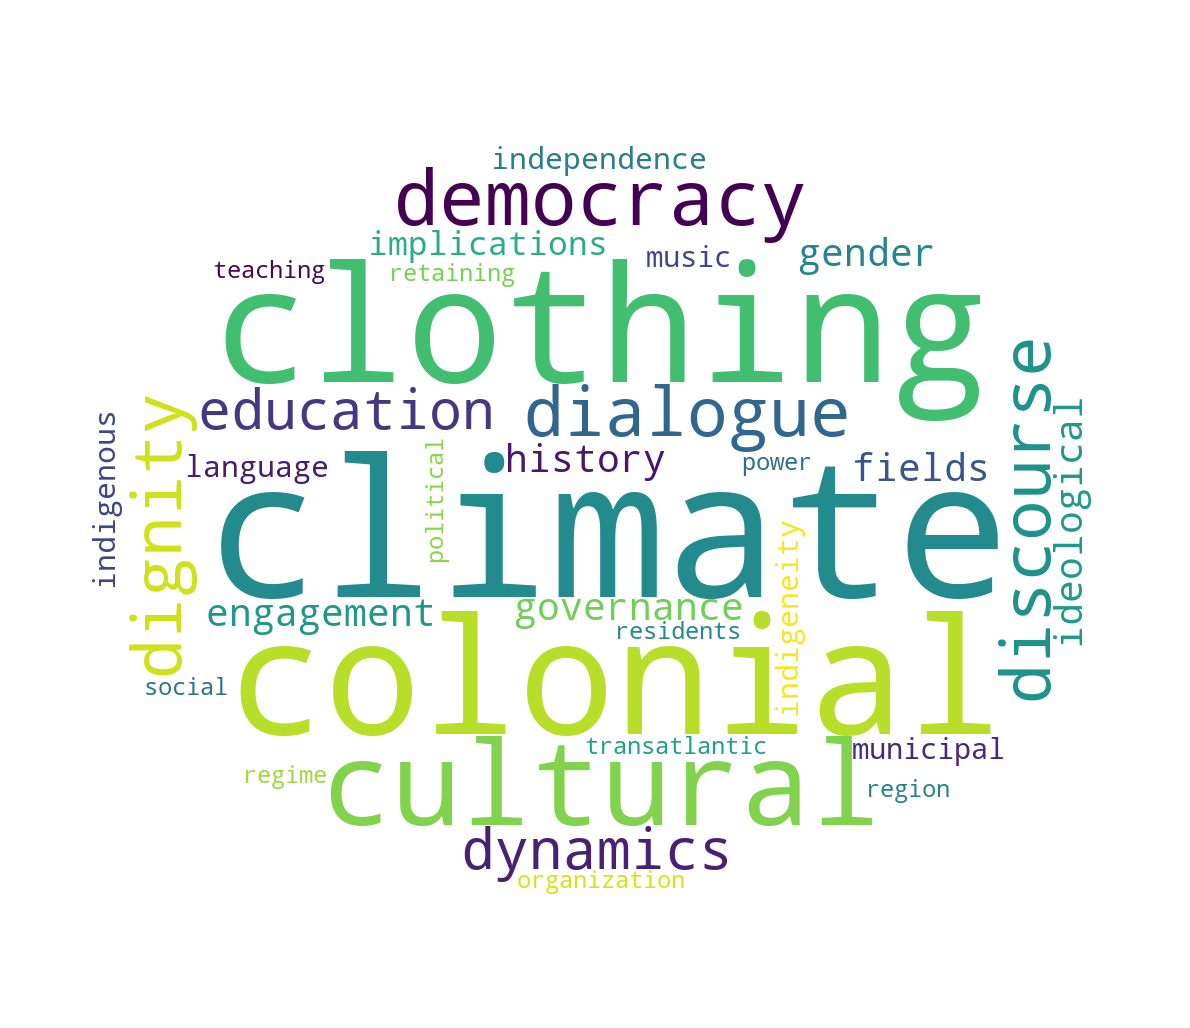 independence
democracy
implications
music
gender
teaching
retaining
clothing
education
dialogue
discourse
ideological
dignity
indigenous
language
political
history
power
fields
climate
engagement
governance
residents
indigeneity
social
colonial
transatlantic
municipal
regime
cultural
region
dynamics
organization